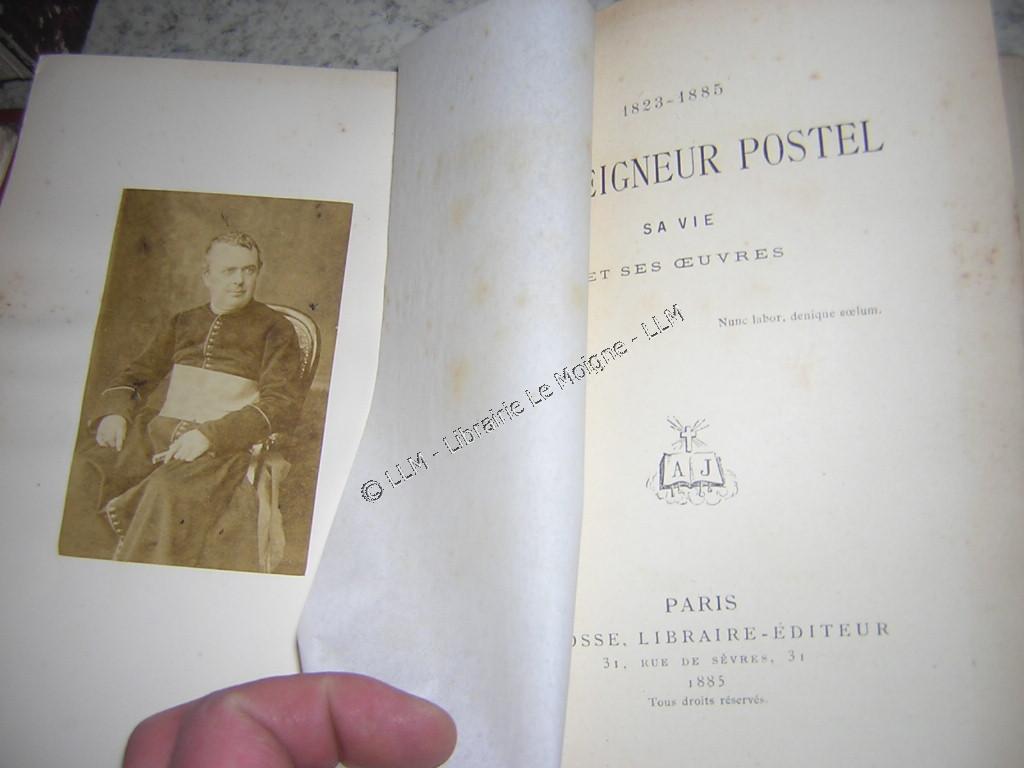 1823-1885
EIGNEUR POSTEL
SA VIE
ET SES ŒUVRES
Nunc labor, denique cœlum.
A J
PARIS
OSSE, LIBRAIRE-ÉDITEUR
31, RUE DE SÈVRES, 31
1885
Tous droits réservés.
© LLM - Librairie Le Moigne - LLM